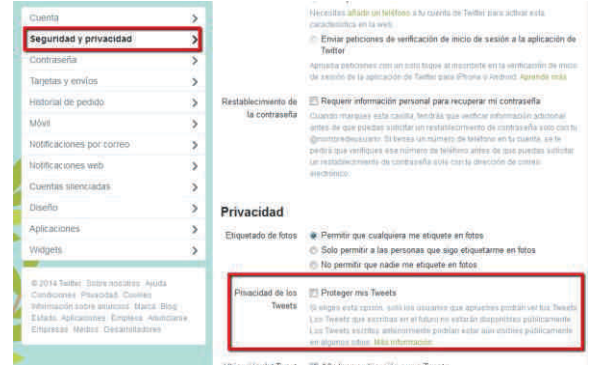 Cuenta
Seguridad y privacidad
Contraseña
Tarjetas y envíos
Historial de pedido
Móvil
Notificaciones por correo
Notificaciones web
Cuentas silenciadas
Diseño
Aplicaciones
Widgets
© 2014 Twitter Sobre nosotros Ayuda
Condiciones Privacidad Cookies
Información sobre anuncios Marca Blog
Estado Aplicaciones Empleos Anunciarse
Empresas Medios Desarrolladores
Necesitas añadir un teléfono a tu cuenta de Twitter para activar esta
característica en la web.
Enviar peticiones de verificación de inicio de sesión a la aplicación de
Twitter
Aprueba peticiones con un solo toque al inscribirte en la verificación de inicio
de sesión de la aplicación de Twitter para iPhone o Android. Aprende más
Restablecimiento de
la contraseña
Requerir información personal para recuperar mi contraseña
Cuando marques esta casilla, tendrás que verificar información adicional
antes de que puedas solicitar un restablecimiento de contraseña solo con tu
@nombredeusuario. Si tienes un número de teléfono en tu cuenta, se te
pedirá que verifiques ese número de teléfono antes de que puedas solicitar
un restablecimiento de contraseña solo con tu dirección de correo
electrónico.
Privacidad
Etiquetado de fotos
Permitir que cualquiera me etiquete en fotos
Solo permitir a las personas que sigo etiquetarme en fotos
No permitir que nadie me etiquete en fotos
Privacidad de los
Tweets
Proteger mis Tweets
Si eliges esta opción, solo los usuarios que apruebes podrán ver tus Tweets.
Los Tweets que escribas en el futuro no estarán disponibles públicamente.
Los Tweets escritos anteriormente podrían estar aún visibles públicamente
en algunos sitios. Más información.